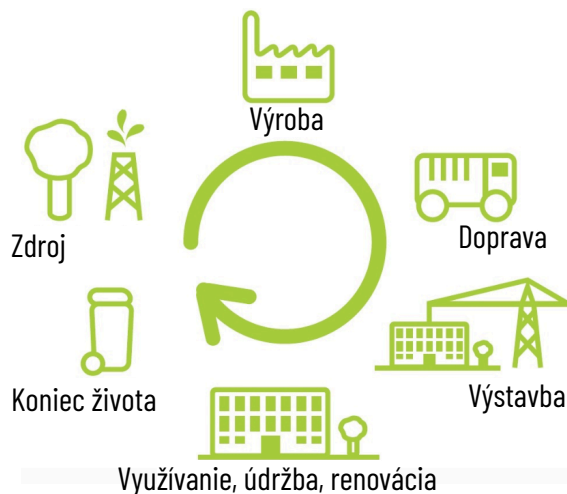 Výroba
Zdroj
Doprava
Koniec života
Výstavba
Využívanie, údržba, renovácia